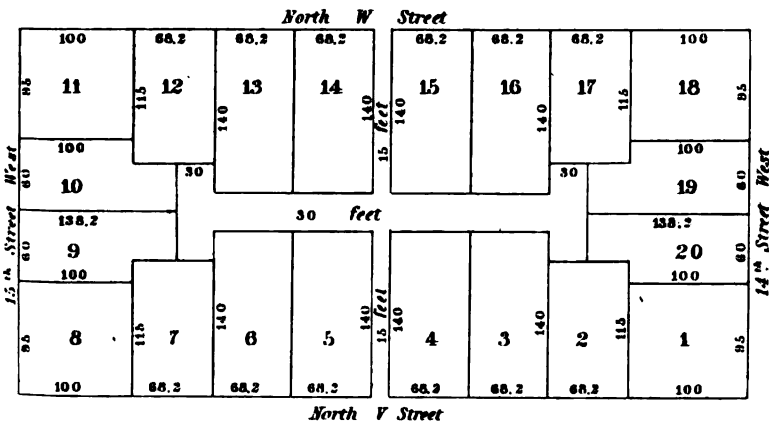 North W Street
100 68,2 68,2 68,2 68,2 68,2 68,2 100
95 11 115 12 140 13 14 140 15 feet 140 15 16 140 17 115 18 95
100 30 30 100
60 10 19 60
15th Street West 14th Street West
138,2 30 feet 138,2
60 9 20 60
100 100
95 8 115 7 140 6 5 140 15 feet 140 4 3 140 2 115 1 95
100 68,2 68,2 68,2 68,2 68,2 68,2 100
North V Street